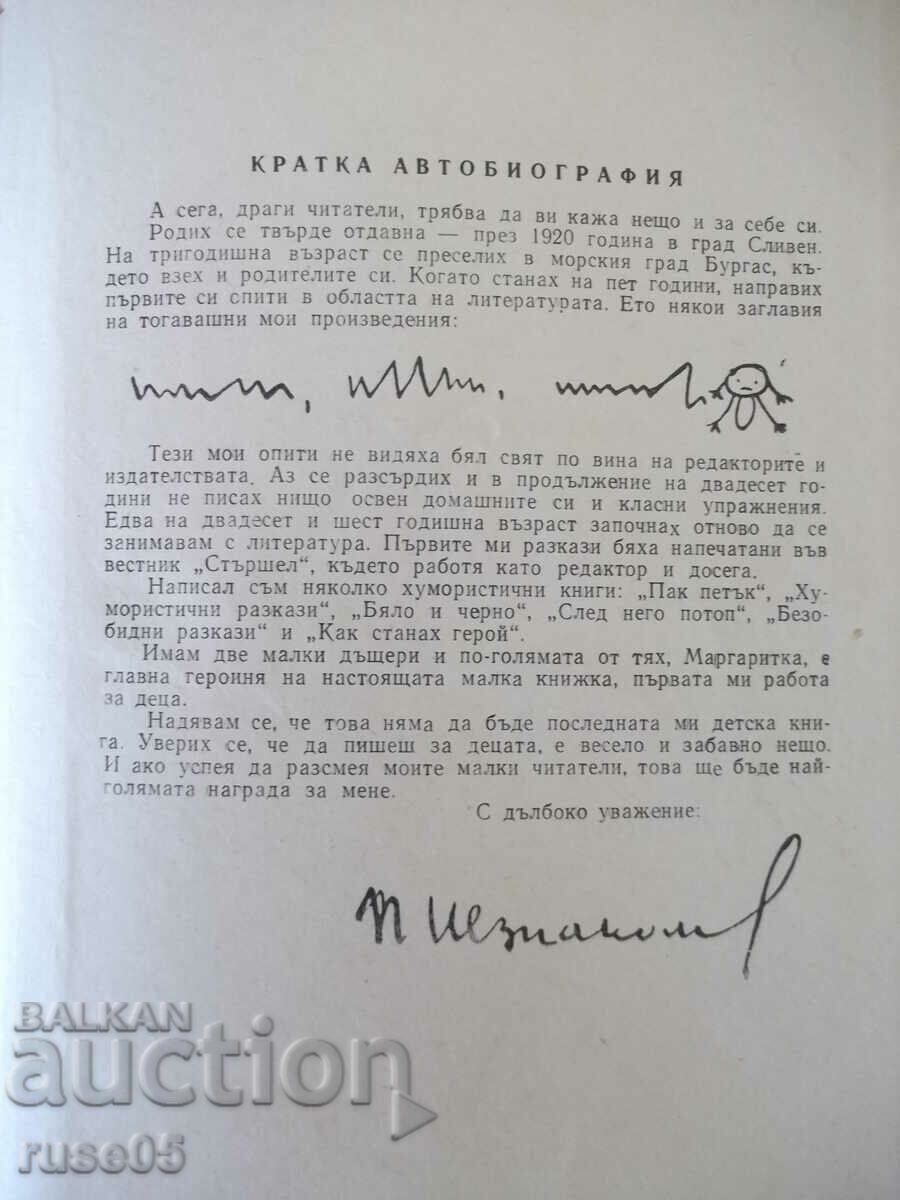 КРАТКА АВТОБИОГРАФИЯ
А сега, драги читатели, трябва да ви кажа нещо и за себе си.
Родих се твърде отдавна — през 1920 година в град Сливен.
На тригодишна възраст се преселих в морския град Бургас, къ-
дето взех и родителите си. Когато станах на пет години, направих
първите си спити в областта на литературата. Ето някои заглавия
на тогавашни мои произведения:
Тези мои опити не видяха бял свят по вина на редакторите и
издателствата. Аз се разсърдих и в продължение на двадесет го-
дини не писах нищо освен домашните си и класни упражнения.
Едва на двадесет и шест годишна възраст започнах отново да се
занимавам с литература. Първите ми разкази бяха напечатани във
вестник „Стършел“, където работя като редактор и досега.
Написал съм няколко хумористични книги: „Пак петък“, „Ху-
мористични разкази“, „Бяло и черно“, „След него потоп“, „Безо-
бидни разкази“ и „Как станах герой“.
Имам две малки дъщери и по-голямата от тях, Маргаритка, е
главна героиня на настоящата малка книжка, първата ми работа
за деца.
Надявам се, че това няма да бъде последната ми детска кни-
га. Уверих се, че да пишеш за децата, е весело и забавно нещо.
И ако успея да разсмея моите малки читатели, това ще бъде най-
голямата награда за мене.
С дълбоко уважение:
П Незнакомов
BALKAN
auction
ruse05